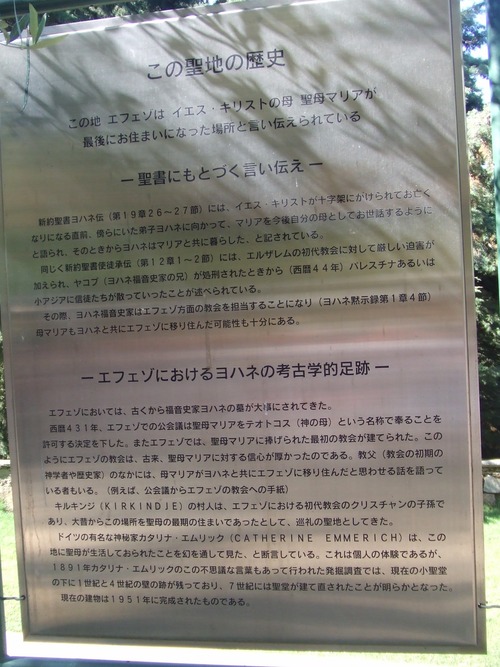 この聖地の歴史
この地 エフェゾは イエス・キリストの母 聖母マリアが
最後にお住まいになった場所と言い伝えられている
ー聖書にもとづく言い伝えー
新約聖書ヨハネ伝（第19章26～27節）には、イエス・キリストが十字架にかけられてお亡く
なりになる直前、傍らにいた弟子ヨハネに向かって、マリアを今後自分の母としてお世話するように
と語られ、そのときからヨハネはマリアと共に暮らした、と記されている。
同じく新約聖書使徒承伝（第12章1～2節）には、エルザレムの初代教会に対して厳しい迫害が
加えられ、ヤコブ（ヨハネ福音史家の兄）が処刑されたときから（西暦44年）パレスチナあるいは
小アジアに信徒たちが散っていったことが述べられている。
その際、ヨハネ福音史家はエフェゾ方面の教会を担当することになり（ヨハネ黙示録第1章4節）
母マリアもヨハネと共にエフェゾに移り住んだ可能性も十分にある。
ーエフェゾにおけるヨハネの考古学的足跡ー
エフェゾにおいては、古くから福音史家ヨハネの墓が大事にされてきた。
西暦431年、エフェゾでの公会議は聖母マリアをテオトコス（神の母）という名称で奉ることを
許可する決定を下した。またエフェゾでは、聖母マリアに捧げられた最初の教会が建てられた。この
ようにエフェゾの教会は、古来、聖母マリアに対する信心が厚かったのである。教父（教会の初期の
神学者や歴史家）のなかには、母マリアがヨハネと共にエフェゾに移り住んだと思わせる話を語って
いる者もいる。（例えば、公会議からエフェゾの教会への手紙）
キルキンジ（KIRKINDJE）の村人は、エフェゾにおける初代教会のクリスチャンの子孫で
あり、大昔からこの場所を聖母の最期の住まいであったとして、巡礼の聖地としてきた。
ドイツの有名な神秘家カタリナ・エムリック（CATHERINE EMMERICH）は、この
地に聖母が生活しておられたことを幻を通して見た、と断言している。これは個人の体験であるが、
1891年カタリナ・エムリックのこの不思議な言葉もあって行われた発掘調査では、現在の小聖堂
の下に1世紀と4世紀の壁の跡が残っており、7世紀には聖堂が建て直されたことが明らかとなった。
現在の建物は1951年に完成されたものである。